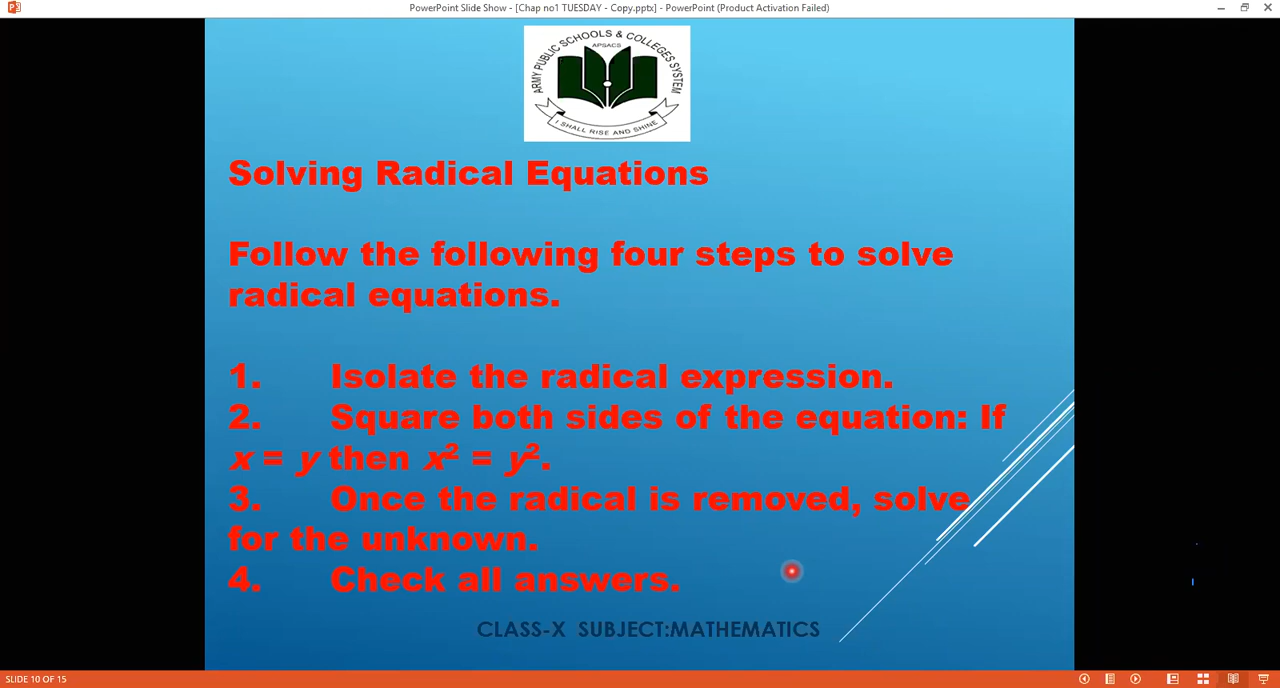 PowerPoint Slide Show - [Chap no1 TUESDAY - Copy.pptx] - PowerPoint (Product Activation Failed)
ARMY PUBLIC SCHOOLS & COLLEGES SYSTEM
APSACS
I SHALL RISE AND SHINE
Solving Radical Equations
Follow the following four steps to solve
radical equations.
1. Isolate the radical expression.
2. Square both sides of the equation: If
x = y then x² = y².
3. Once the radical is removed, solve
for the unknown.
4. Check all answers.
CLASS-X SUBJECT:MATHEMATICS
SLIDE 10 OF 15